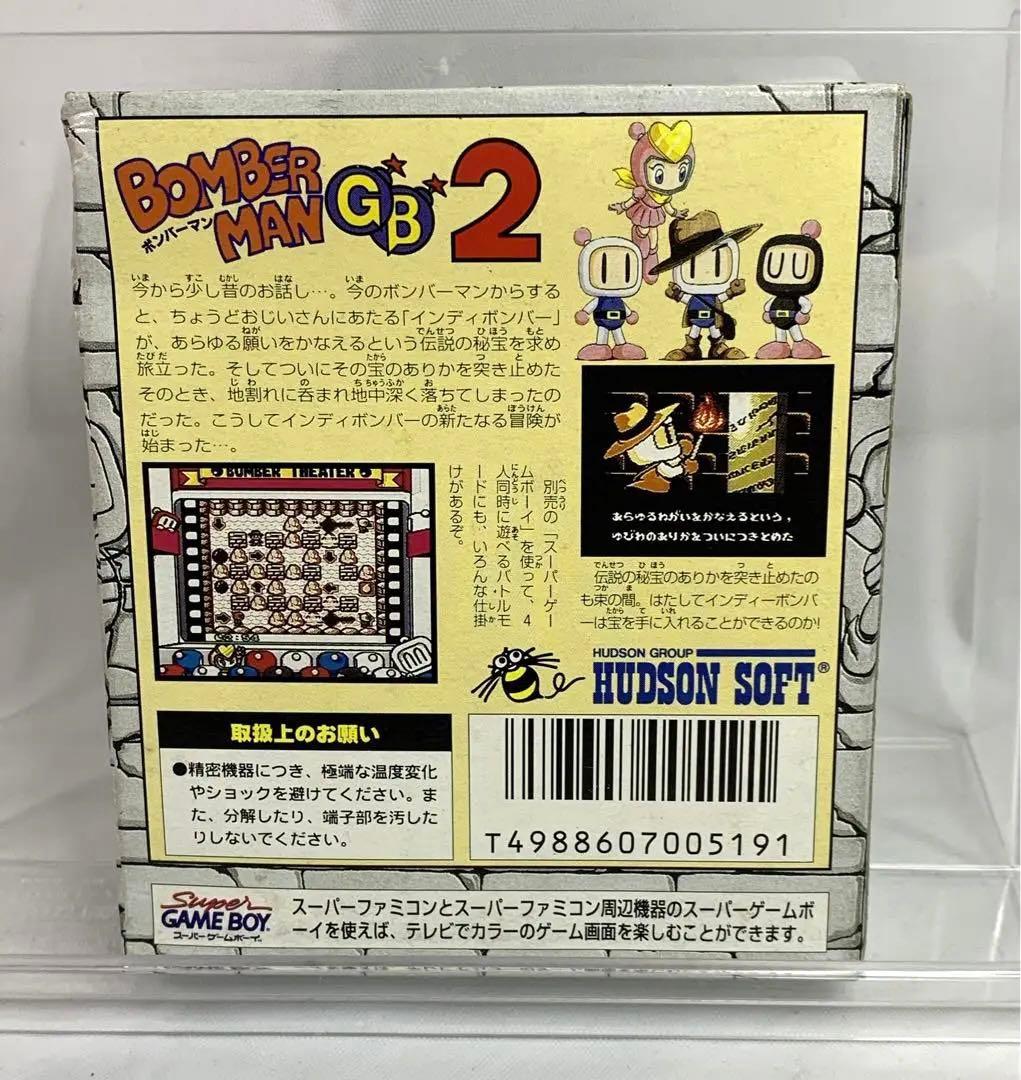 BOMBER
MAN
ボンバーマン
GB 2
今から少し昔のお話し…。今のボンバーマンからする
と、ちょうどおじいさんにあたる「インディボンバー」
が、あらゆる願いをかなえるという伝説の秘宝を求め
旅立った。そしてついにその宝のありかを突き止めた
そのとき、地割れに呑まれ地中深く落ちてしまったの
だった。こうしてインディボンバーの新たなる冒険が
始まった…。
BOMBER THEATER
02:54
別売の「スーパーゲー
ムボーイ」を使って、4
人同時に遊べるバトルモ
ードにも、いろんな仕掛
けがあるぞ。
あらゆるねがいをかなえるという、
ゆびわのありかをついにつきとめた
伝説の秘宝のありかを突き止めたの
も束の間。はたしてインディーボンバ
ーは宝を手に入れることができるのか!
HUDSON GROUP
HUDSON SOFT®
取扱上のお願い
●精密機器につき、極端な温度変化
やショックを避けてください。ま
た、分解したり、端子部を汚した
りしないでください。
T4988607005191
Super
GAME BOY
スーパーゲームボーイ
スーパーファミコンとスーパーファミコン周辺機器のスーパーゲームボ
ーイを使えば、テレビでカラーのゲーム画面を楽しむことができます。